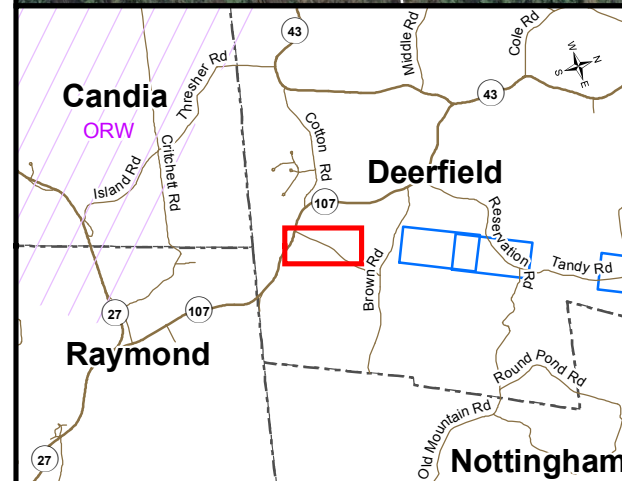 43
Middle Rd
Cole Rd
N
W
E
S
Thresher Rd
Candia
ORW
43
Cotton Rd
Critchett Rd
Deerfield
Island Rd
107
Reservation Rd
Brown Rd
Tandy Rd
27
107
Raymond
Round Pond Rd
Old Mountain Rd
27
Nottingham